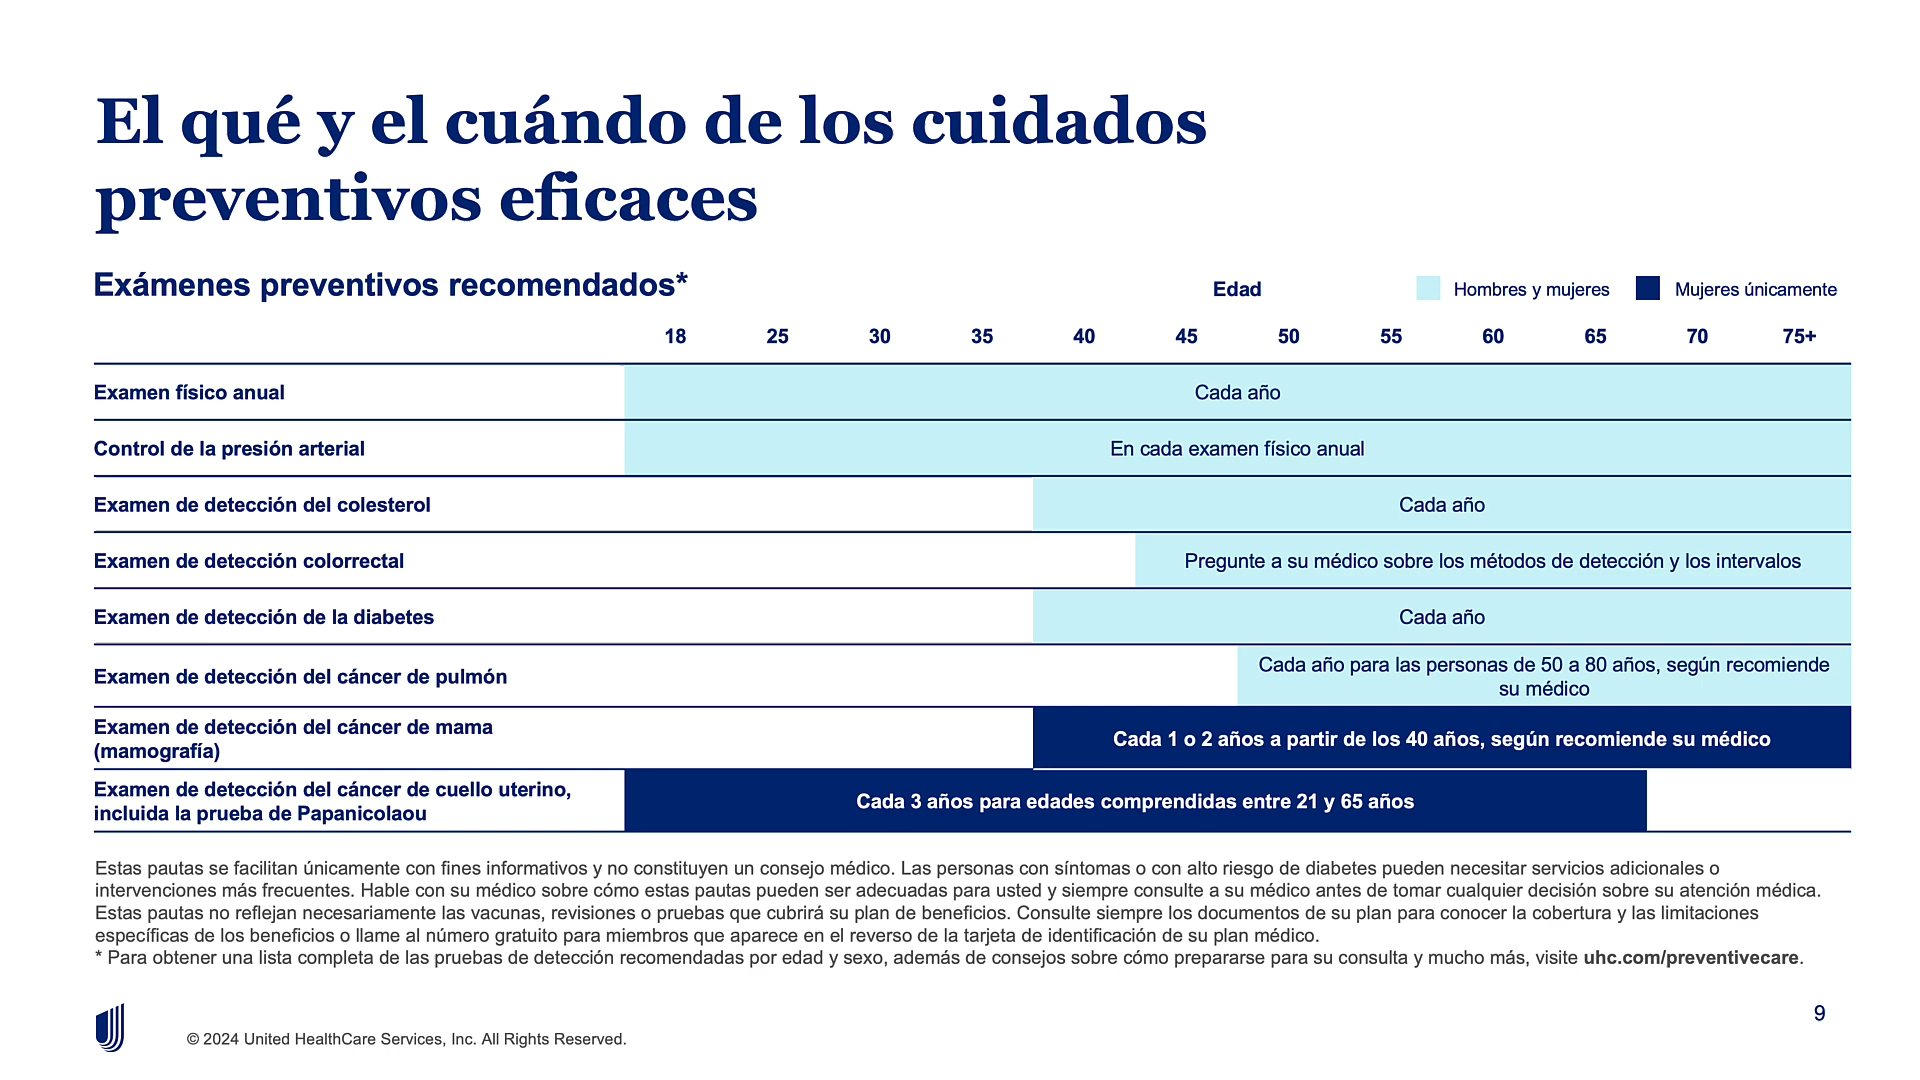 El qué y el cuándo de los cuidados
preventivos eficaces
Exámenes preventivos recomendados*
Edad
Hombres y mujeres
Mujeres únicamente
18 25 30 35 40 45 50 55 60 65 70 75+
Examen físico anual
Cada año
Control de la presión arterial
En cada examen físico anual
Examen de detección del colesterol
Cada año
Examen de detección colorrectal
Pregunte a su médico sobre los métodos de detección y los intervalos
Examen de detección de la diabetes
Cada año
Examen de detección del cáncer de pulmón
Cada año para las personas de 50 a 80 años, según recomiende
su médico
Examen de detección del cáncer de mama
(mamografía)
Cada 1 o 2 años a partir de los 40 años, según recomiende su médico
Examen de detección del cáncer de cuello uterino,
incluida la prueba de Papanicolaou
Cada 3 años para edades comprendidas entre 21 y 65 años
Estas pautas se facilitan únicamente con fines informativos y no constituyen un consejo médico. Las personas con síntomas o con alto riesgo de diabetes pueden necesitar servicios adicionales o
intervenciones más frecuentes. Hable con su médico sobre cómo estas pautas pueden ser adecuadas para usted y siempre consulte a su médico antes de tomar cualquier decisión sobre su atención médica.
Estas pautas no reflejan necesariamente las vacunas, revisiones o pruebas que cubrirá su plan de beneficios. Consulte siempre los documentos de su plan para conocer la cobertura y las limitaciones
específicas de los beneficios o llame al número gratuito para miembros que aparece en el reverso de la tarjeta de identificación de su plan médico.
* Para obtener una lista completa de las pruebas de detección recomendadas por edad y sexo, además de consejos sobre cómo prepararse para su consulta y mucho más, visite uhc.com/preventivecare.
9
© 2024 United HealthCare Services, Inc. All Rights Reserved.